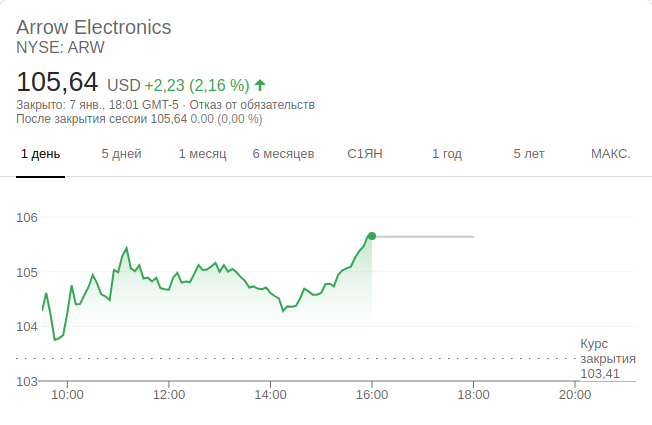 Arrow Electronics
NYSE: ARW
105,64 USD +2,23 (2,16 %)
Закрыто: 7 янв., 18:01 GMT-5 · Отказ от обязательств
После закрытия сессии 105,64 0,00 (0,00 %)
1 день 5 дней 1 месяц 6 месяцев С1ЯН 1 год 5 лет МАКС.
106
105
104
Курс
закрытия
103,41
103
10:00 12:00 14:00 16:00 18:00 20:00